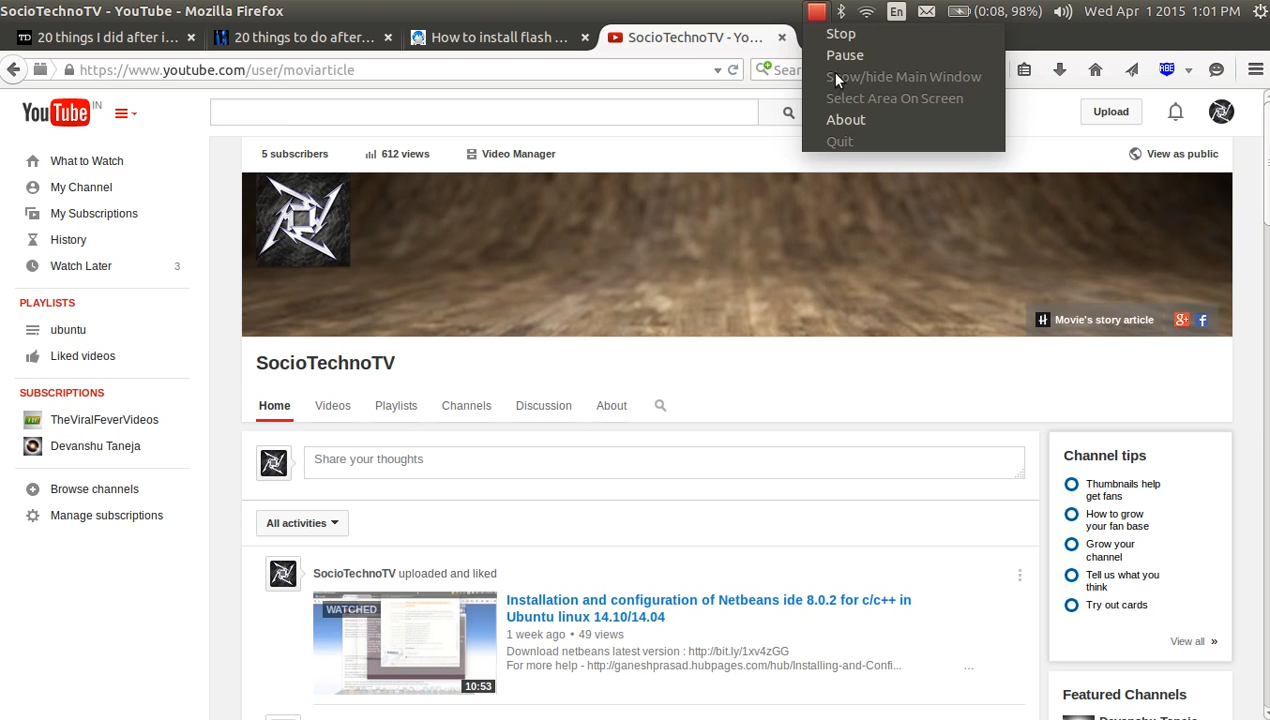 SocioTechnoTV - YouTube - Mozilla Firefox
En
(0:08, 98%)
Wed Apr 1 2015 1:01 PM
20 things I did after i...
20 things to do after...
How to install flash ...
SocioTechnoTV - Yo...
https://www.youtube.com/user/moviarticle
Sear
ABE
Stop
Pause
Show/hide Main Window
Select Area On Screen
About
Quit
YouTube IN
Upload
What to Watch
My Channel
My Subscriptions
History
Watch Later 3
PLAYLISTS
ubuntu
Liked videos
SUBSCRIPTIONS
TheViralFeverVideos
Devanshu Taneja
Browse channels
Manage subscriptions
5 subscribers
612 views
Video Manager
View as public
Movie's story article
SocioTechnoTV
Home
Videos
Playlists
Channels
Discussion
About
Share your thoughts
All activities
SocioTechnoTV uploaded and liked
WATCHED
10:53
Installation and configuration of Netbeans ide 8.0.2 for c/c++ in
Ubuntu linux 14.10/14.04
1 week ago • 49 views
Download netbeans latest version : http://bit.ly/1xv4zGG
For more help - http://ganeshprasad.hubpages.com/hub/Installing-and-Confi...
...
Channel tips
Thumbnails help
get fans
How to grow
your fan base
Grow your
channel
Tell us what you
think
Try out cards
View all »
Featured Channels